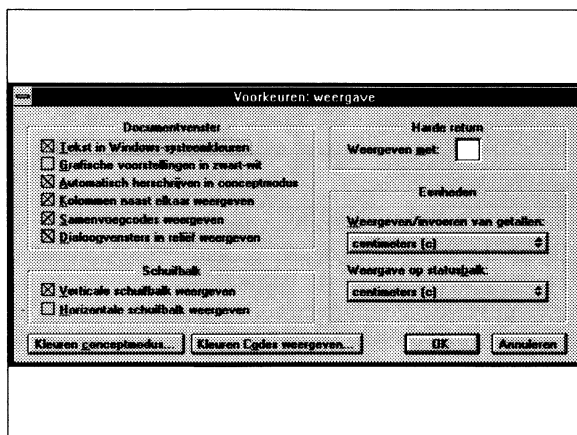 Voorkeuren: weergave
Documentvenster
Tekst in Windows-systeemkleuren
Grafische voorstellingen in zwart-wit
Automatisch herschrijven in conceptmodus
Kolommen naast elkaar weergeven
Samenvoegcodes weergeven
Dialoogvensters in reliëf weergeven
Schuifbalk
Verticale schuifbalk weergeven
Horizontale schuifbalk weergeven
Harde return
Weergeven met:
Eenheden
Weergeven/invoeren van getallen:
centimeters (c)
Weergave op statusbalk:
centimeters (c)
Kleuren conceptmodus...
Kleuren Codes weergeven...
OK
Annuleren